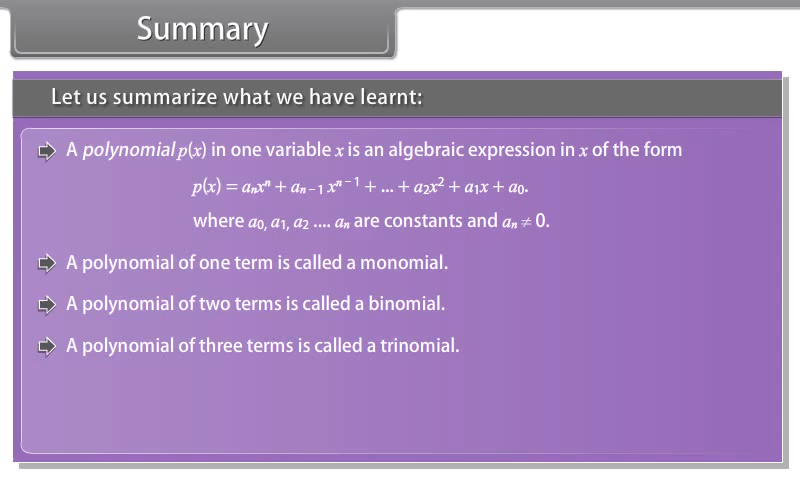 Summary
Let us summarize what we have learnt:
A polynomial p(x) in one variable x is an algebraic expression in x of the form
p(x) = aₙxⁿ + aₙ₋₁ xⁿ⁻¹ + ... + a₂x² + a₁x + a₀.
where a₀, a₁, a₂ .... aₙ are constants and aₙ ≠ 0.
A polynomial of one term is called a monomial.
A polynomial of two terms is called a binomial.
A polynomial of three terms is called a trinomial.